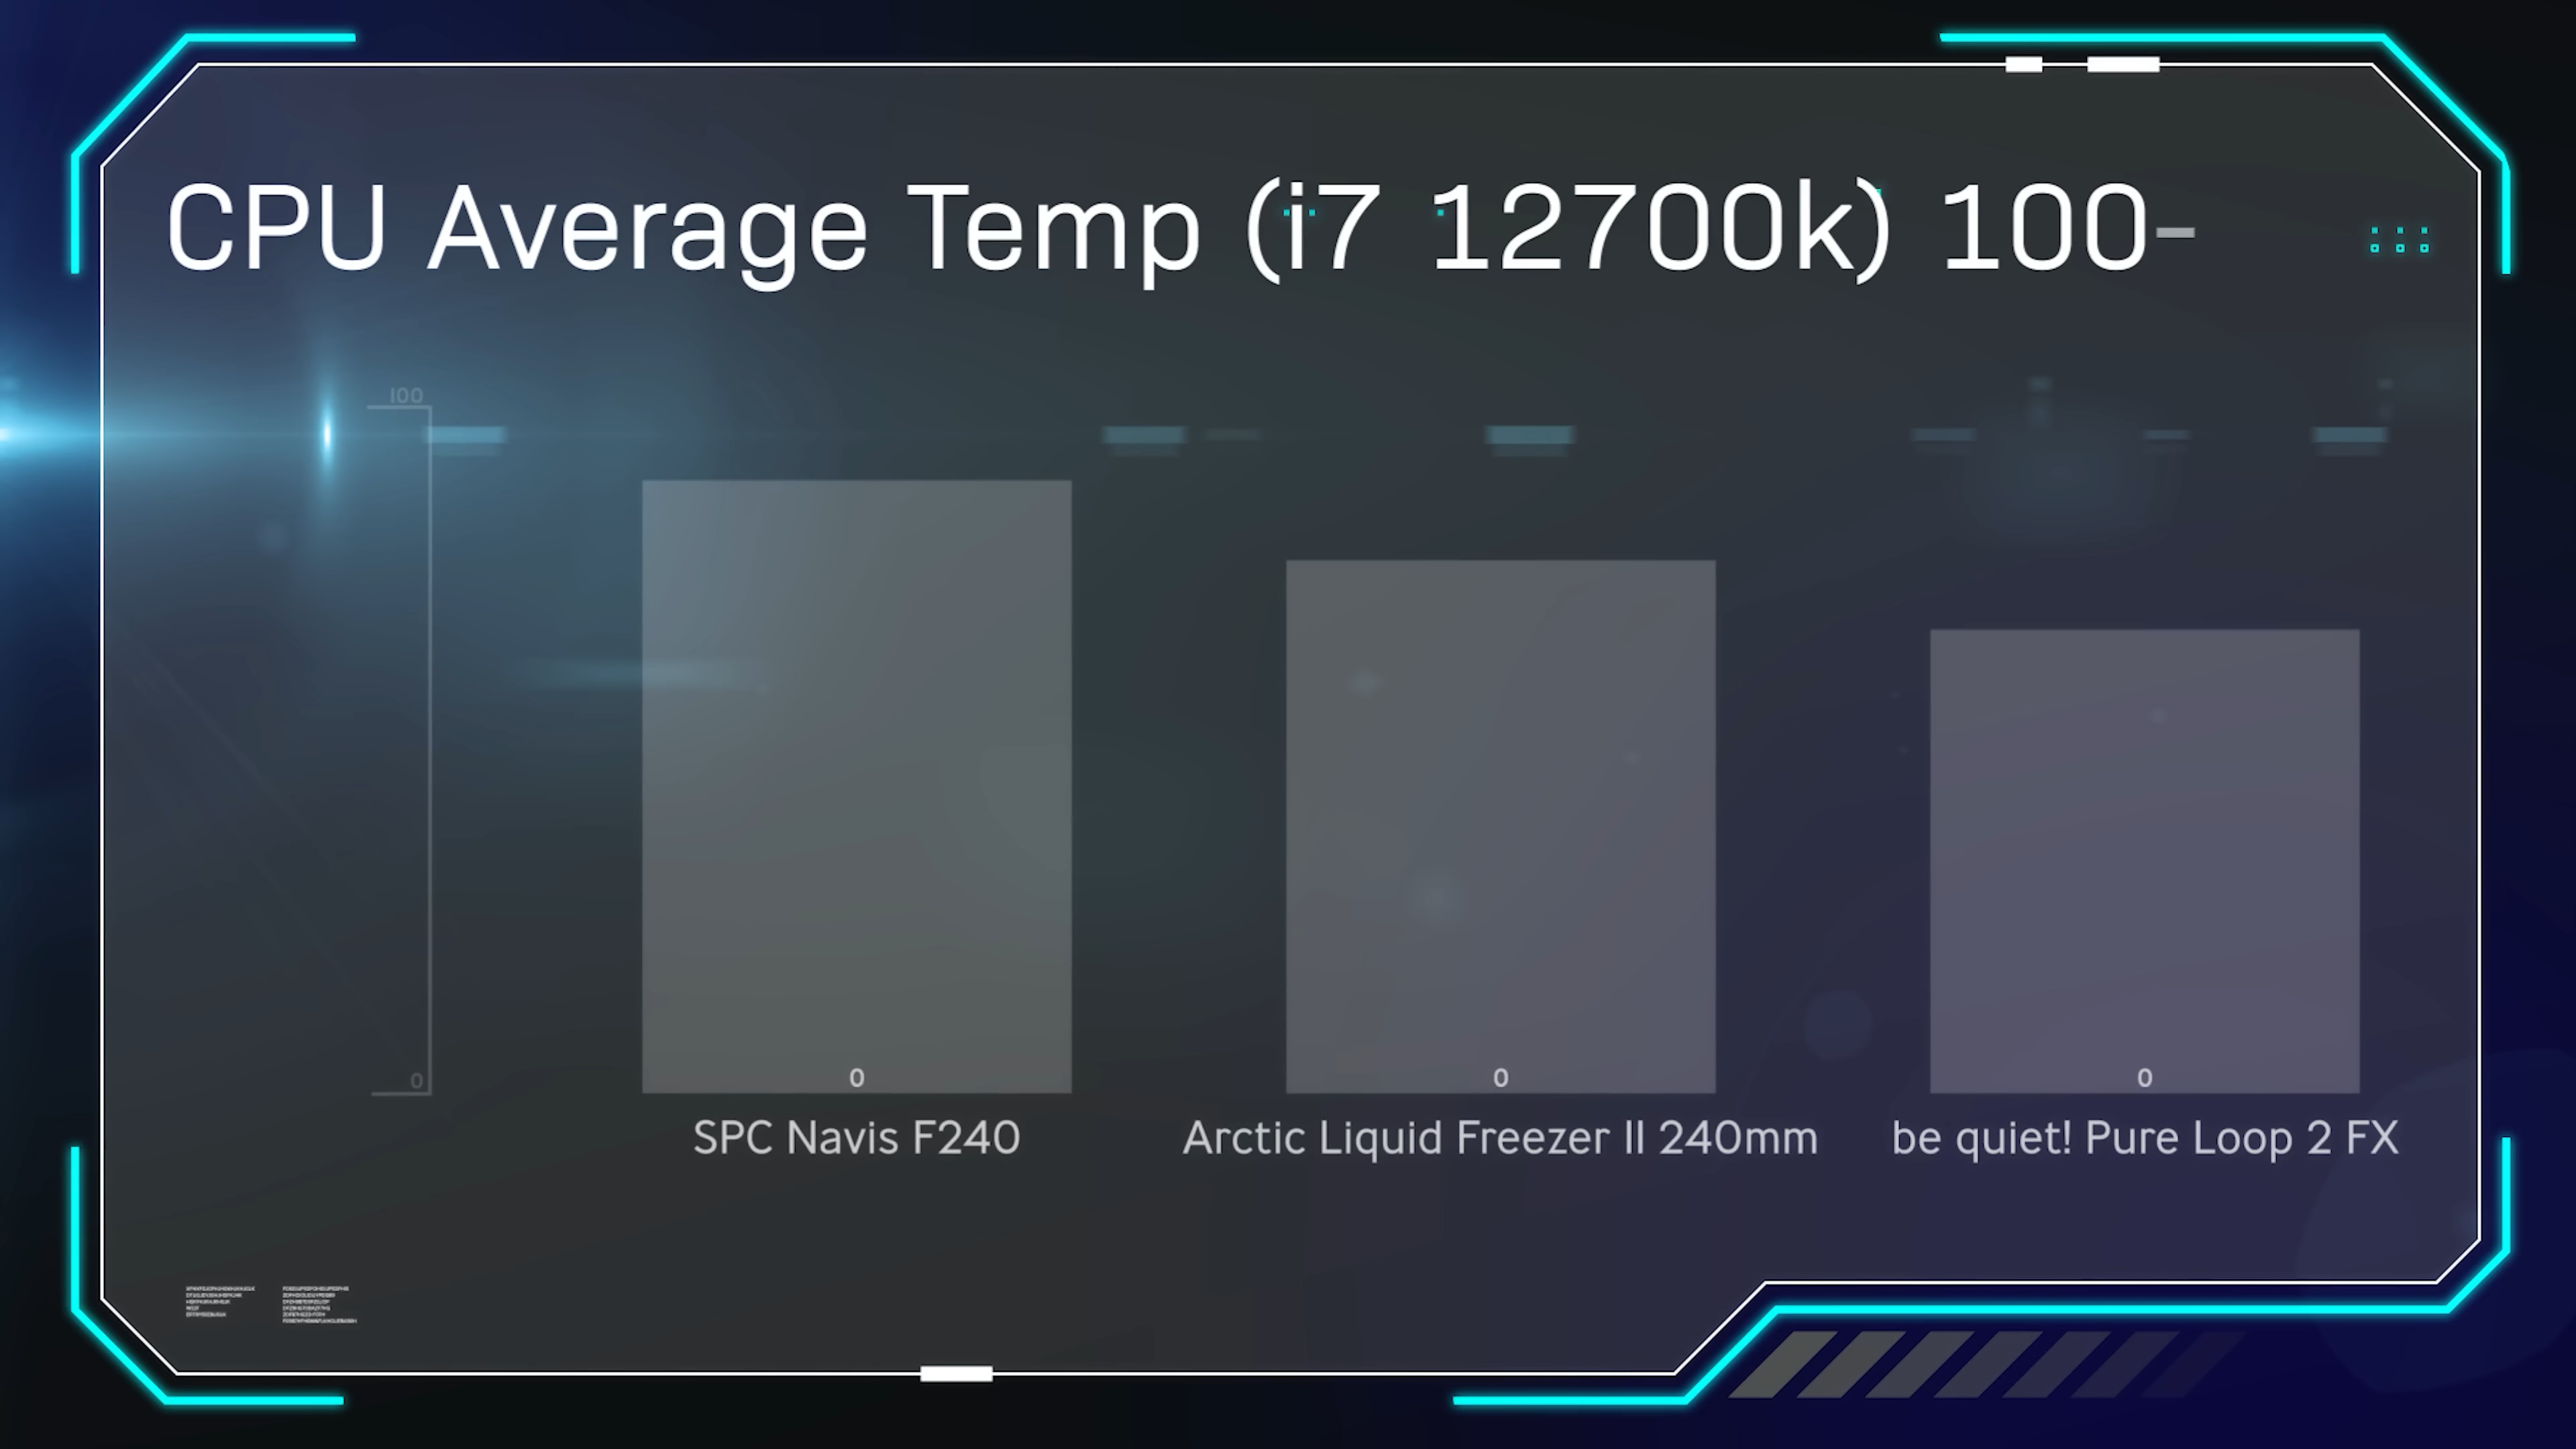 CPU Average Temp (i7 12700k) 100-
100
0
0 0 0
SPC Navis F240 Arctic Liquid Freezer II 240mm be quiet! Pure Loop 2 FX